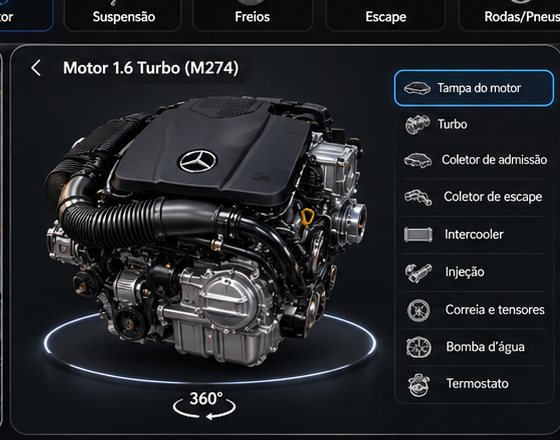 Suspensão
Freios
Escape
Rodas/Pneus
Motor 1.6 Turbo (M274)
Tampa do motor
Turbo
Coletor de admissão
Coletor de escape
Intercooler
Injeção
Correia e tensores
Bomba d'água
Termostato
360°